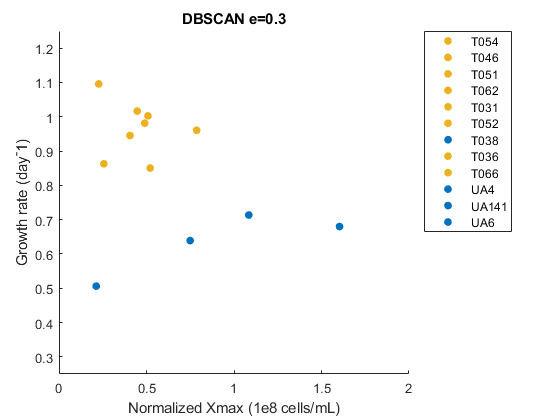 DBSCAN e=0.3
1.2
1.1
1
0.9
0.8
0.7
0.6
0.5
0.4
0.3
Growth rate (day⁻1)
0
0.5
1
1.5
2
Normalized Xmax (1e8 cells/mL)
T054
T046
T051
T062
T031
T052
T038
T036
T066
UA4
UA141
UA6